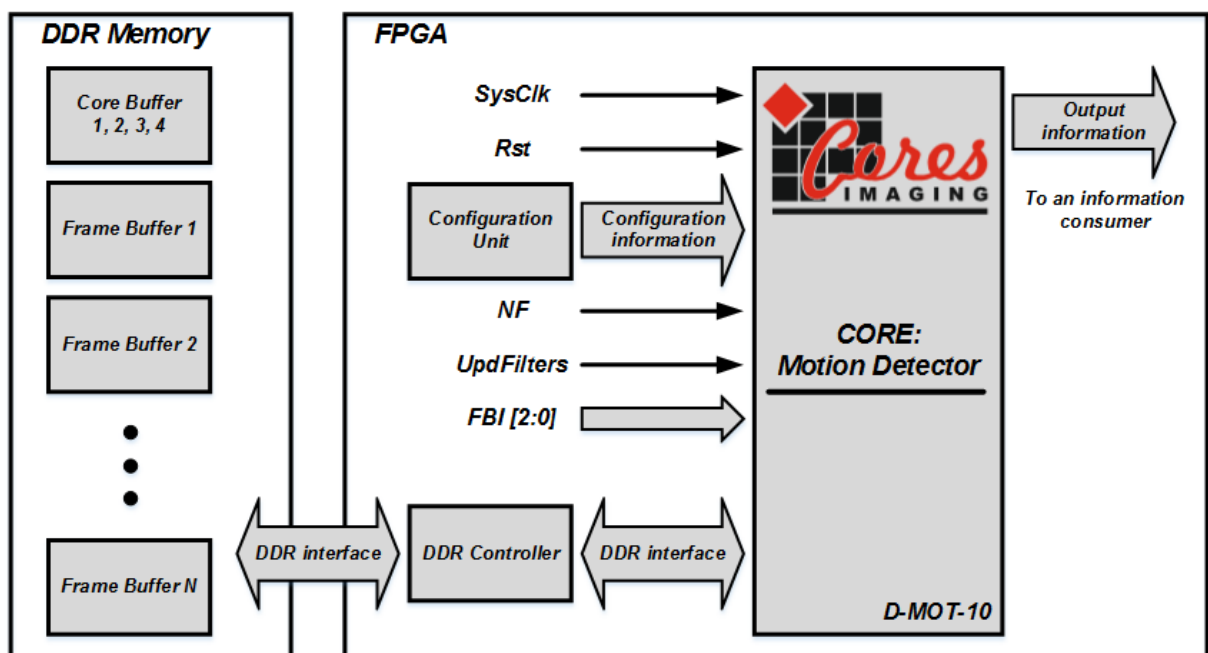 DDR Memory
Core Buffer
1, 2, 3, 4
Frame Buffer 1
Frame Buffer 2
Frame Buffer N
DDR interface
FPGA
SysClk
Rst
Configuration
Unit
Configuration
information
NF
UpdFilters
FBI [2:0]
DDR Controller
DDR interface
Cores
IMAGING
CORE:
Motion Detector
D-MOT-10
Output
information
To an information
consumer